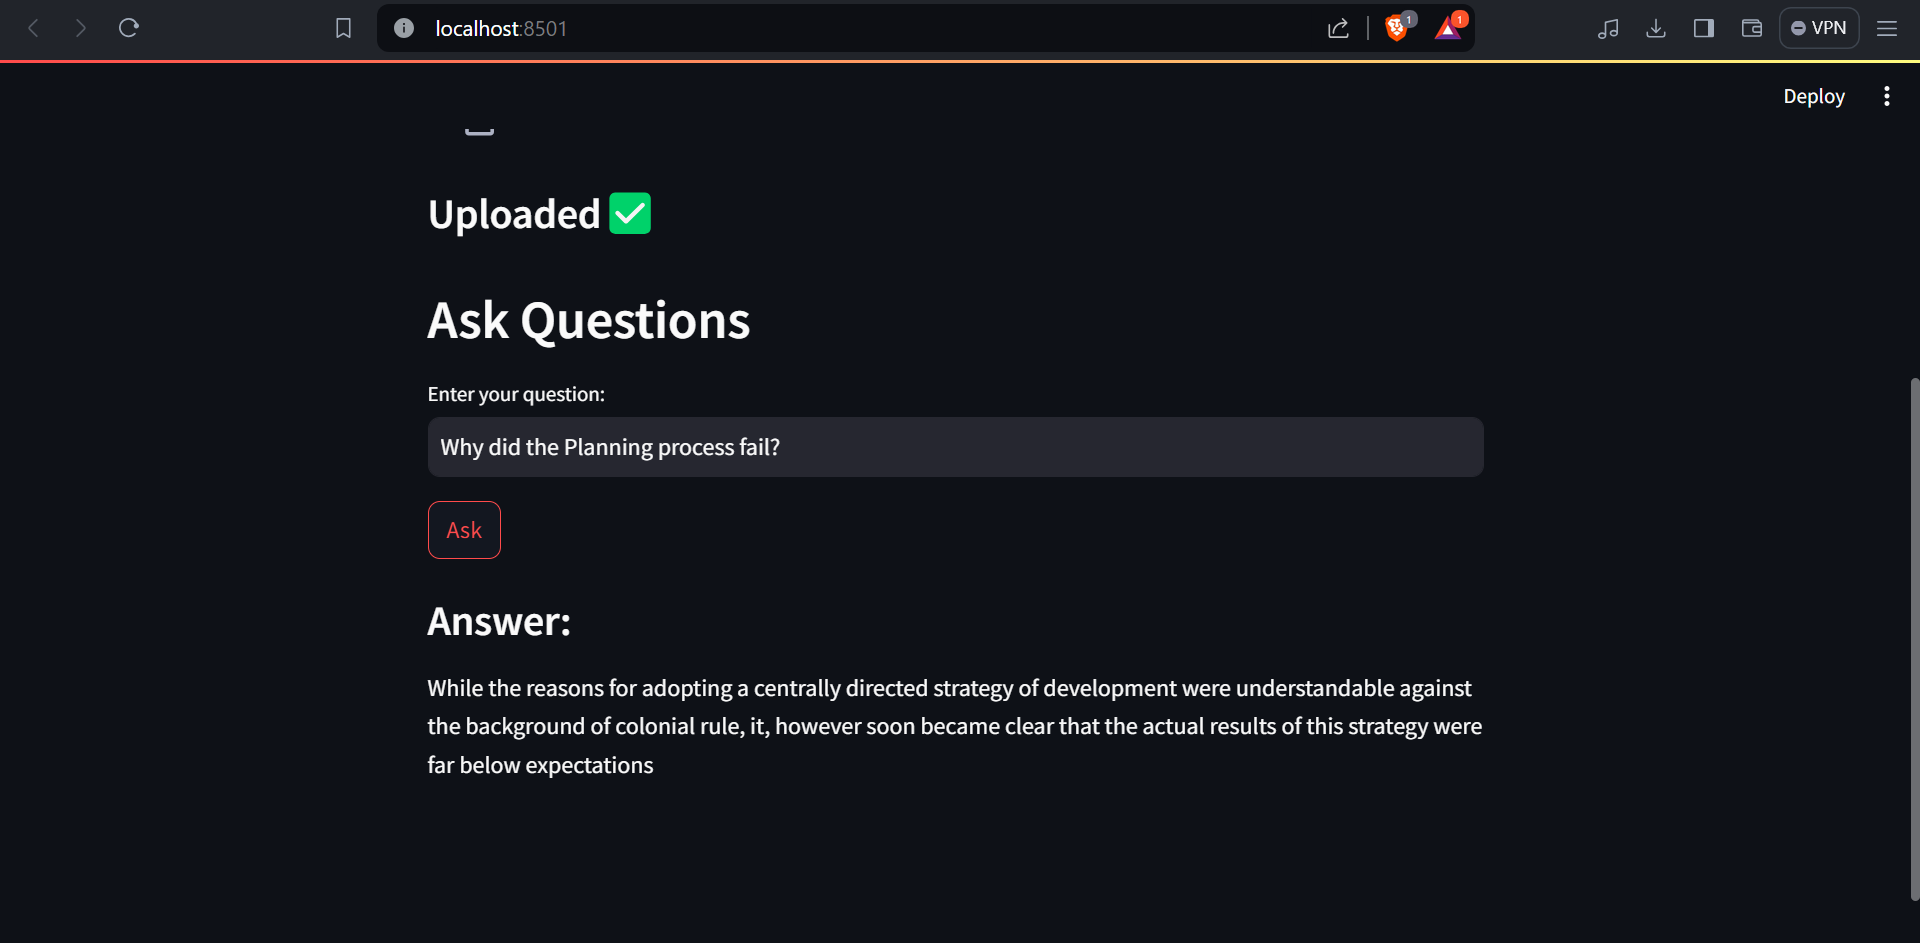 localhost:8501
1
1
VPN
Deploy
Uploaded
Ask Questions
Enter your question:
Why did the Planning process fail?
Ask
Answer:
While the reasons for adopting a centrally directed strategy of development were understandable against
the background of colonial rule, it, however soon became clear that the actual results of this strategy were
far below expectations